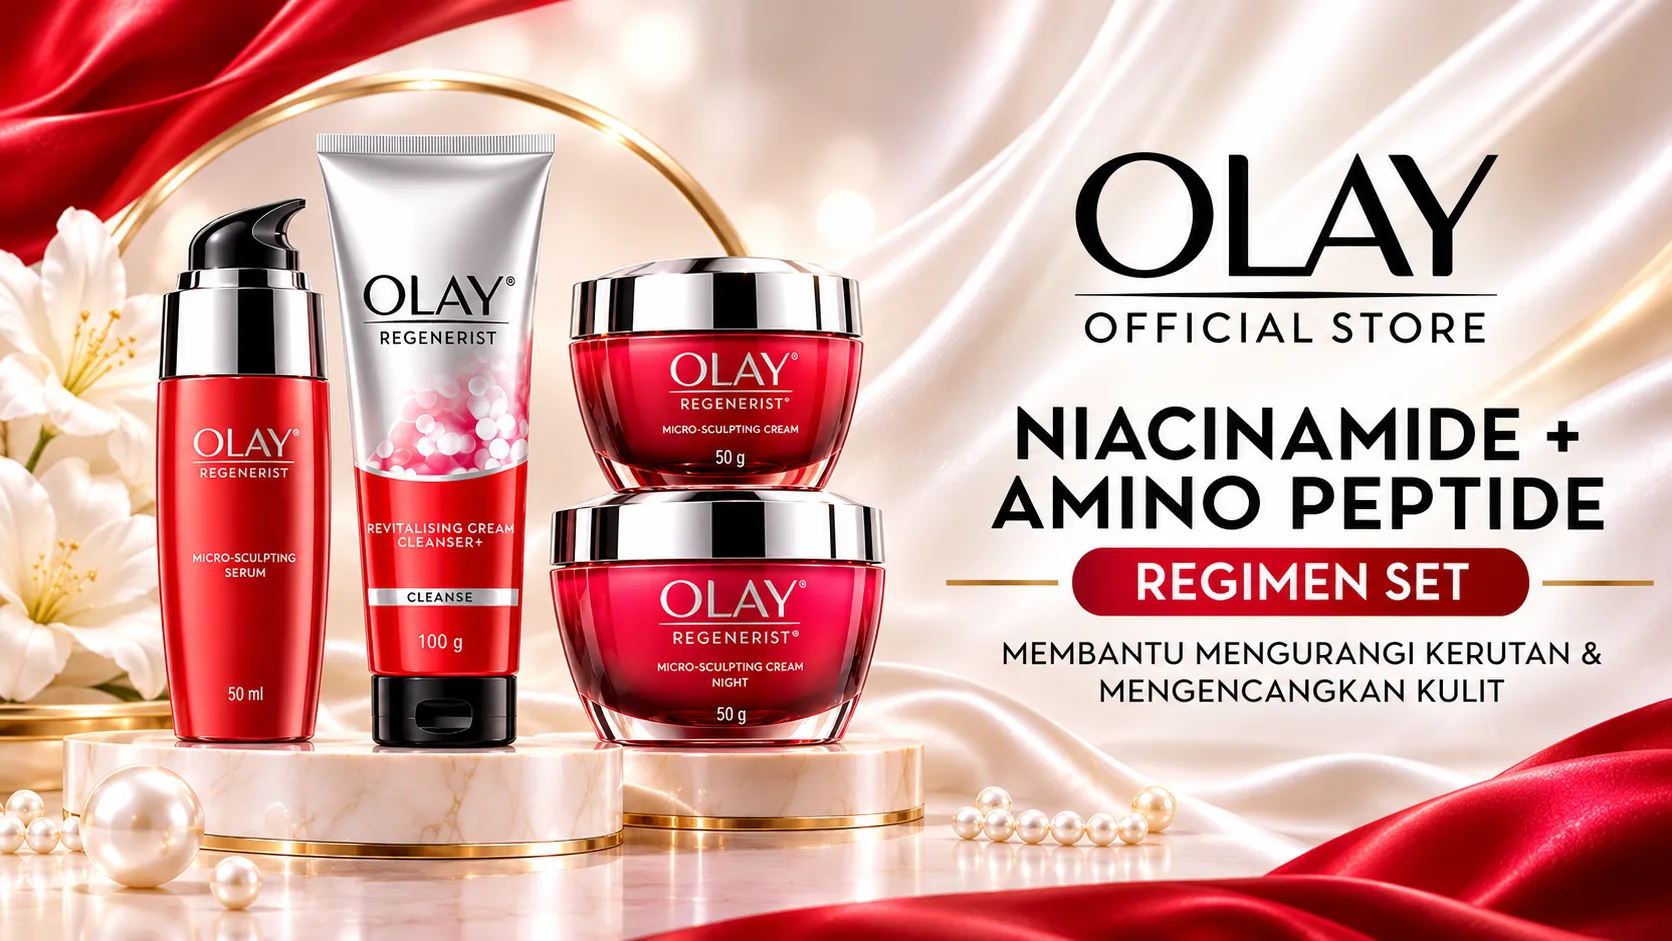 OLAY®
REGENERIST
MICRO-SCULPTING
SERUM
50 ml
OLAY®
REGENERIST
REVITALISING CREAM
CLEANSER+
CLEANSE
100 g
OLAY®
REGENERIST®
MICRO-SCULPTING CREAM
50 g
OLAY®
REGENERIST®
MICRO-SCULPTING CREAM
NIGHT
50 g
OLAY
OFFICIAL STORE
NIACINAMIDE +
AMINO PEPTIDE
REGIMEN SET
MEMBANTU MENGURANGI KERUTAN &
MENGENCANGKAN KULIT